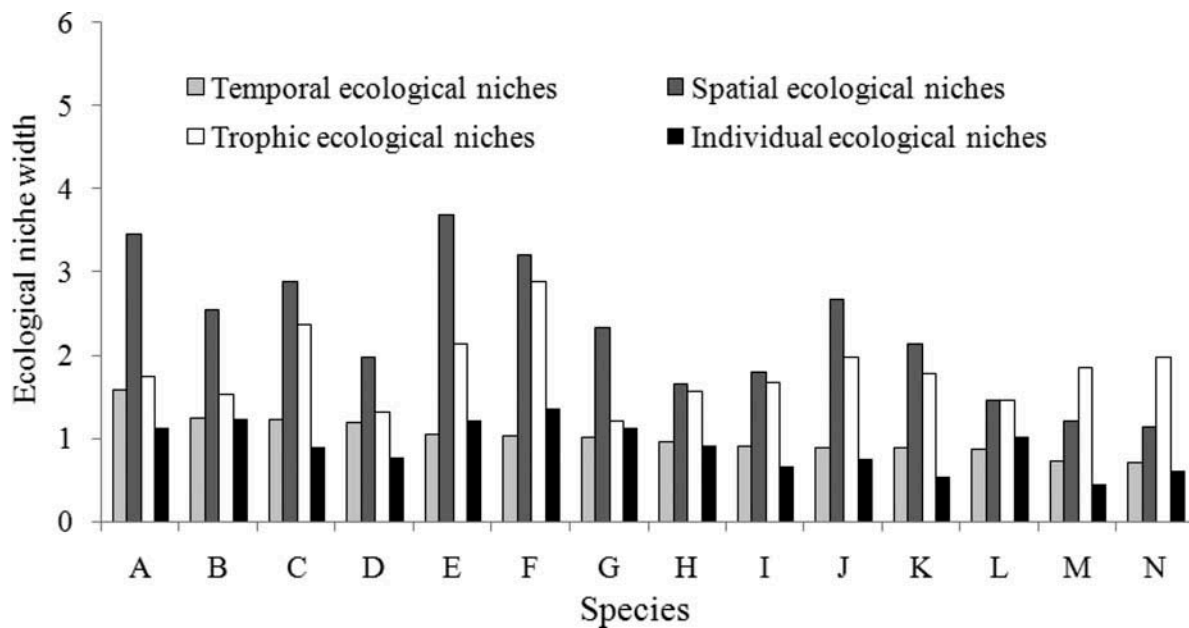 6
5
4
3
2
1
0
Ecological niche width
Temporal ecological niches
Spatial ecological niches
Trophic ecological niches
Individual ecological niches
A B C D E F G H I J K L M N
Species